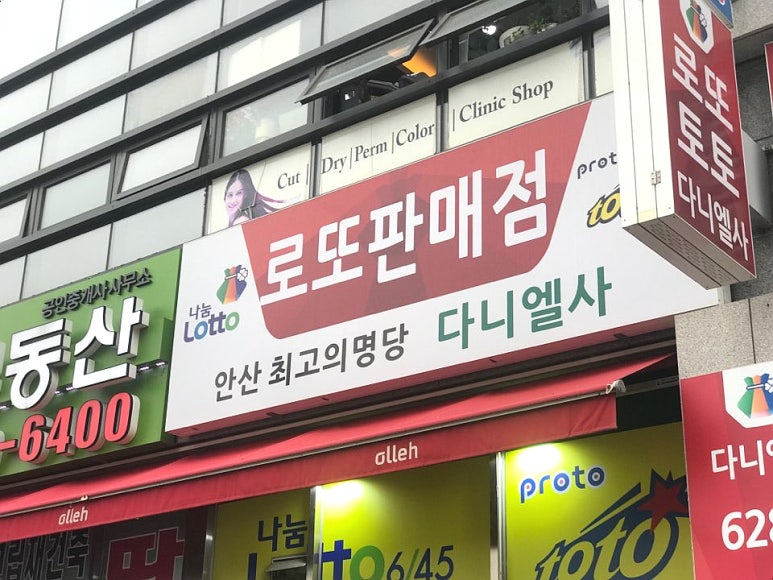 Cut | Dry | Perm | Color | Clinic Shop
로또판매점
proto
toto
나눔
Lotto
안산 최고의명당 다니엘사
로또
토토
다니엘사
공인중개사사무소
동산
-6400
olleh
olleh
나눔
Lotto 6/45
proto
toto
다니엘
628